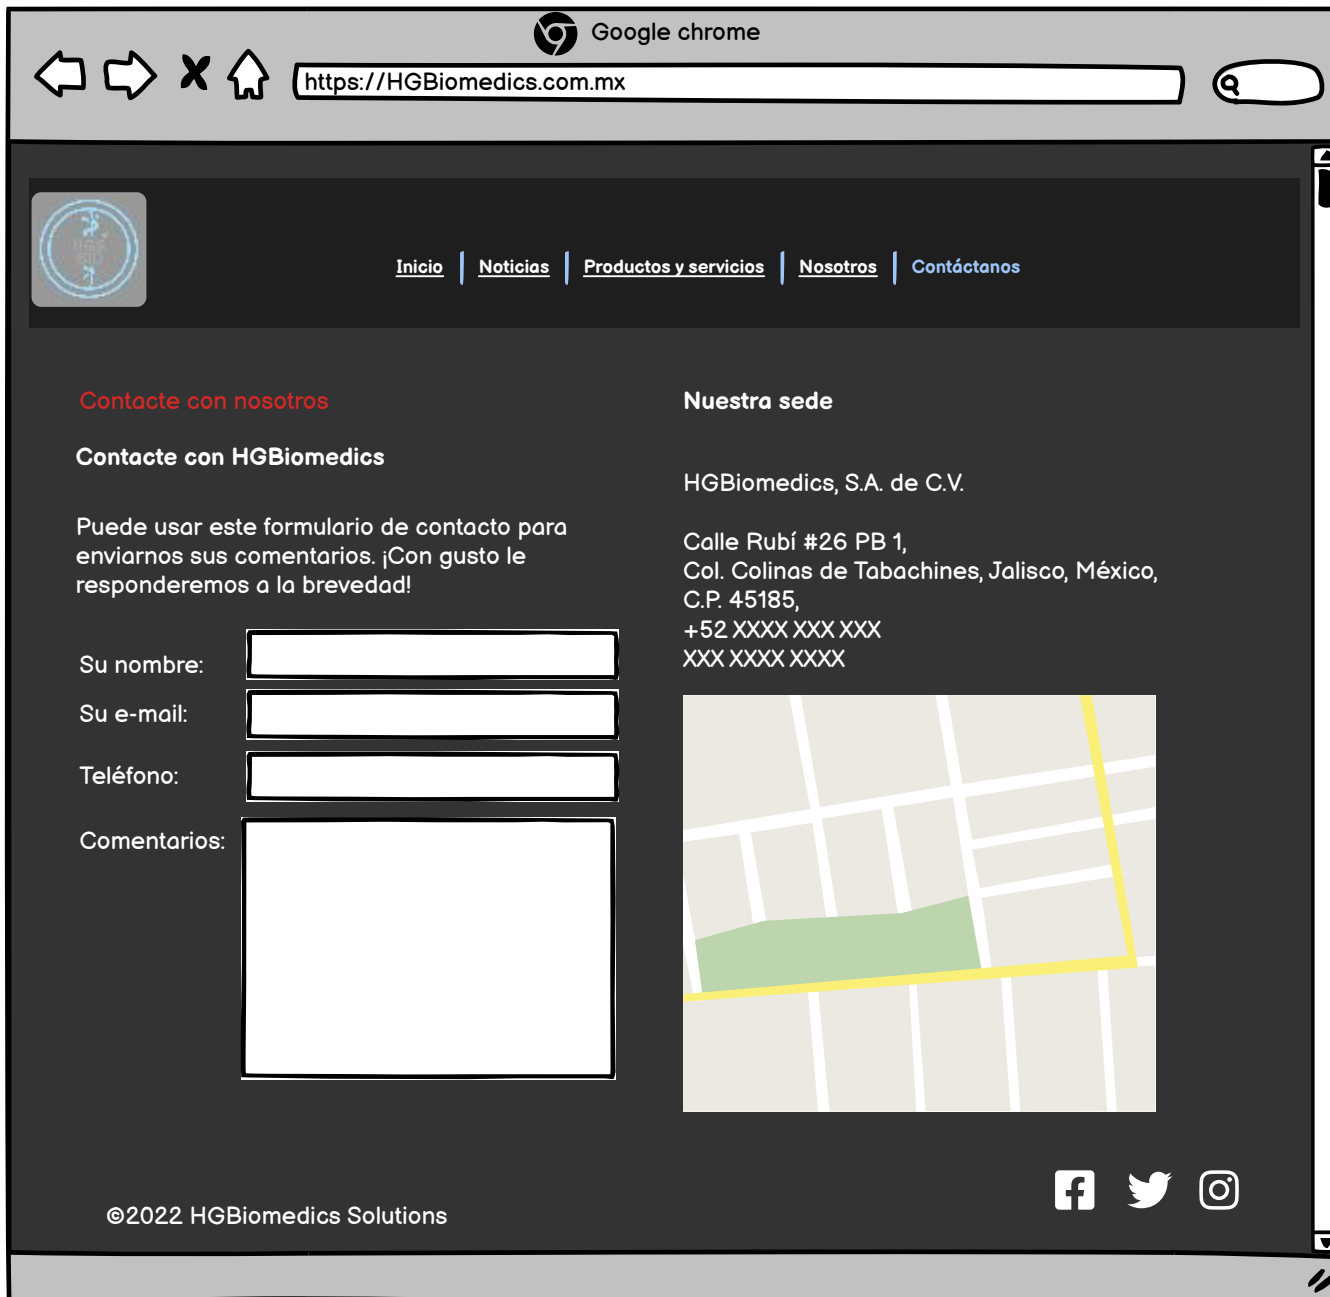 Google chrome
https://HGBiomedics.com.mx
Inicio Noticias Productos y servicios Nosotros Contáctanos
Contacte con nosotros
Contacte con HGBiomedics
Puede usar este formulario de contacto para
enviarnos sus comentarios. ¡Con gusto le
responderemos a la brevedad!
Su nombre:
Su e-mail:
Teléfono:
Comentarios:
Nuestra sede
HGBiomedics, S.A. de C.V.
Calle Rubí #26 PB 1,
Col. Colinas de Tabachines, Jalisco, México,
C.P. 45185,
+52 XXXX XXX XXX
XXX XXXX XXXX
©2022 HGBiomedics Solutions